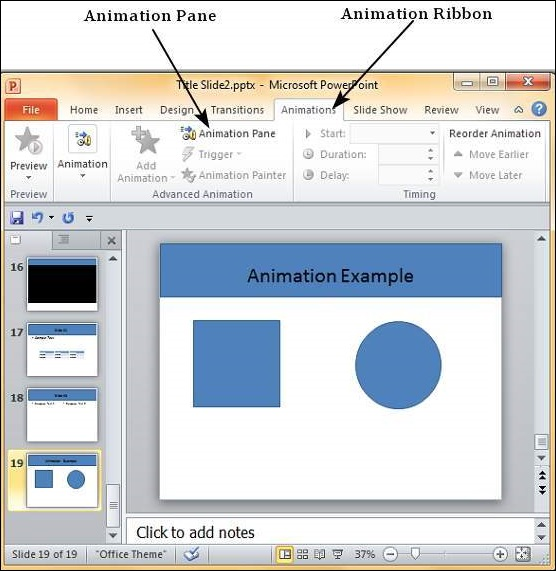 Animation Pane Animation Ribbon
Title Slide2.pptx - Microsoft PowerPoint
File Home Insert Design Transitions Animations Slide Show Review View
Preview
Animation
Add
Animation
Animation Pane
Trigger
Animation Painter
Start:
Duration:
Delay:
Reorder Animation
Move Earlier
Move Later
Preview Advanced Animation Timing
16
17
18
19
Animation Example
Animation Example
Click to add notes
Slide 19 of 19 "Office Theme" 37%